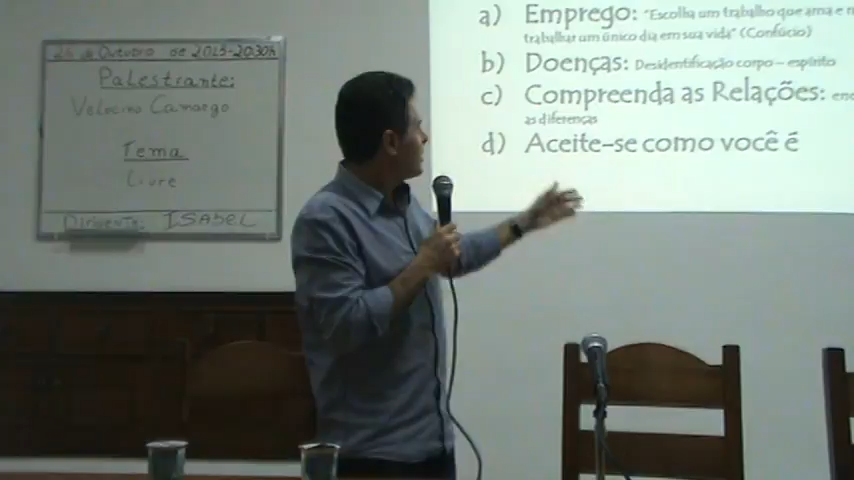 26 de Outubro de 2015-20:30h
Palestrante:
Velocino Camargo
Tema
Livre
Dirigente: ISABEL
a) Emprego: "Escolha um trabalho que ama e n
trabalhar um único dia em sua vida" (Confúcio)
b) Doenças: Desidentificação corpo – espírito
c) Compreenda as Relações: en
as diferenças
d) Aceite-se como você é